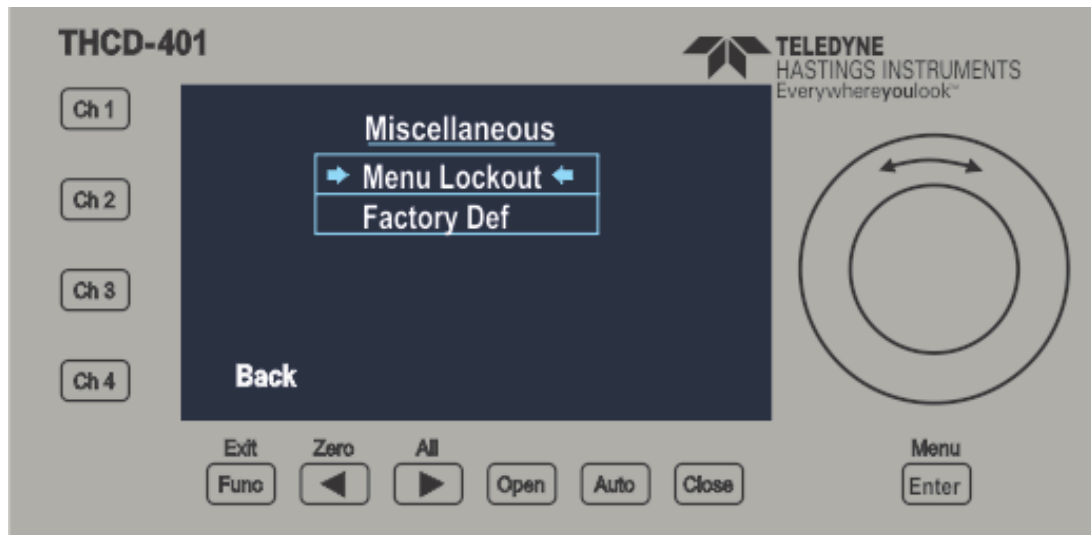 THCD-401
TELEDYNE
HASTINGS INSTRUMENTS
Everywhereyoulook™
Ch 1
Ch 2
Ch 3
Ch 4
Miscellaneous
Menu Lockout
Factory Def
Back
Exit Zero All Menu
Func Open Auto Close Enter